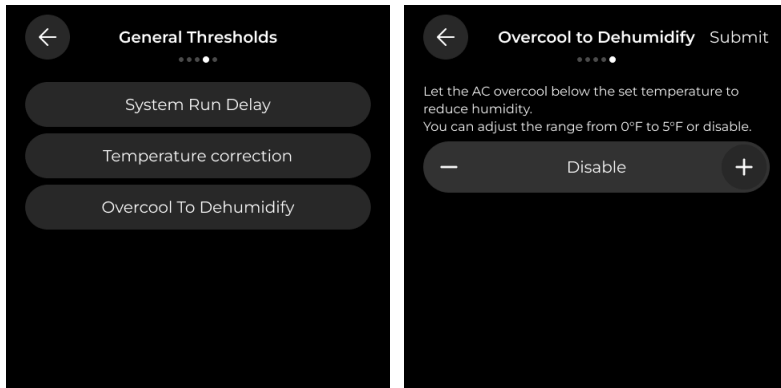 General Thresholds
System Run Delay
Temperature correction
Overcool To Dehumidify
Overcool to Dehumidify Submit
Let the AC overcool below the set temperature to
reduce humidity.
You can adjust the range from 0°F to 5°F or disable.
− Disable +